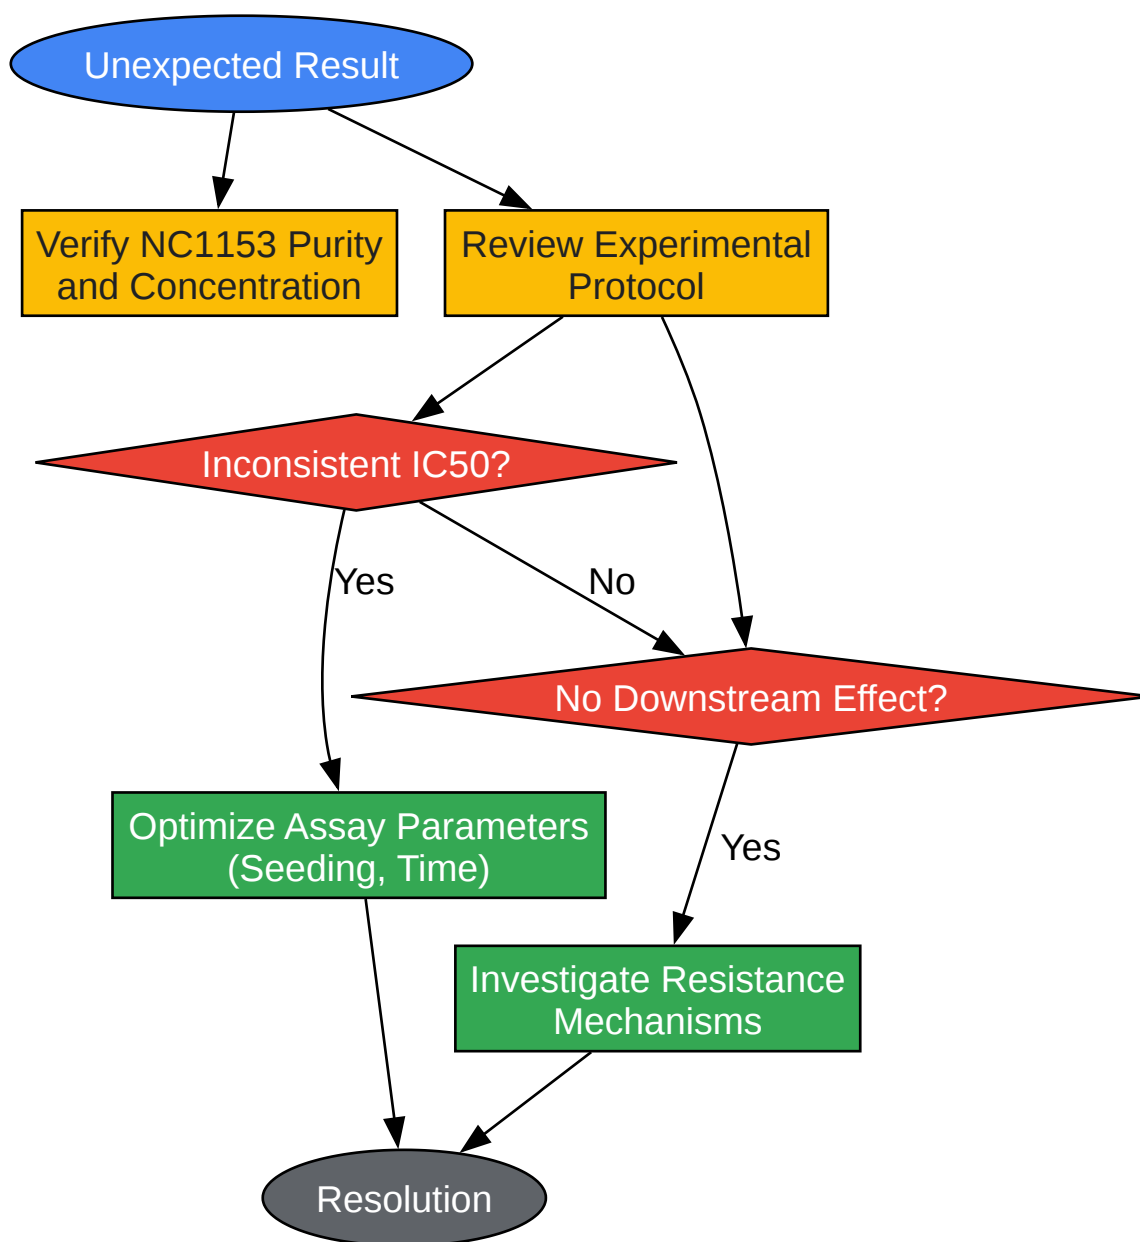 Unexpected Result
Verify NC1153 Purity
and Concentration
Review Experimental
Protocol
Inconsistent IC50?
Yes
No
No Downstream Effect?
Optimize Assay Parameters
(Seeding, Time)
Yes
Investigate Resistance
Mechanisms
Resolution